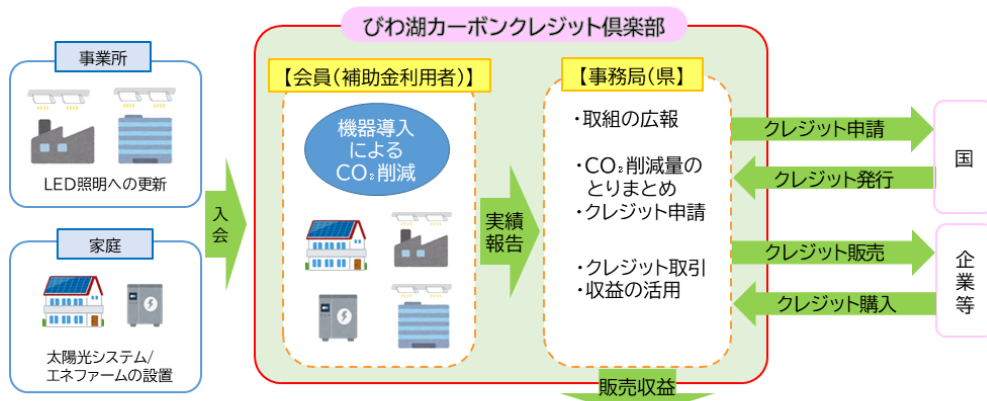 びわ湖カーボンクレジット倶楽部
事業所
LED照明への更新
家庭
太陽光システム/
エネファームの設置
入会
【会員(補助金利用者)】
機器導入
による
CO₂削減
実績
報告
【事務局(県)】
・取組の広報
・CO₂削減量の
とりまとめ
・クレジット申請
・クレジット取引
・収益の活用
クレジット申請
クレジット発行
国
クレジット販売
クレジット購入
企業等
販売収益